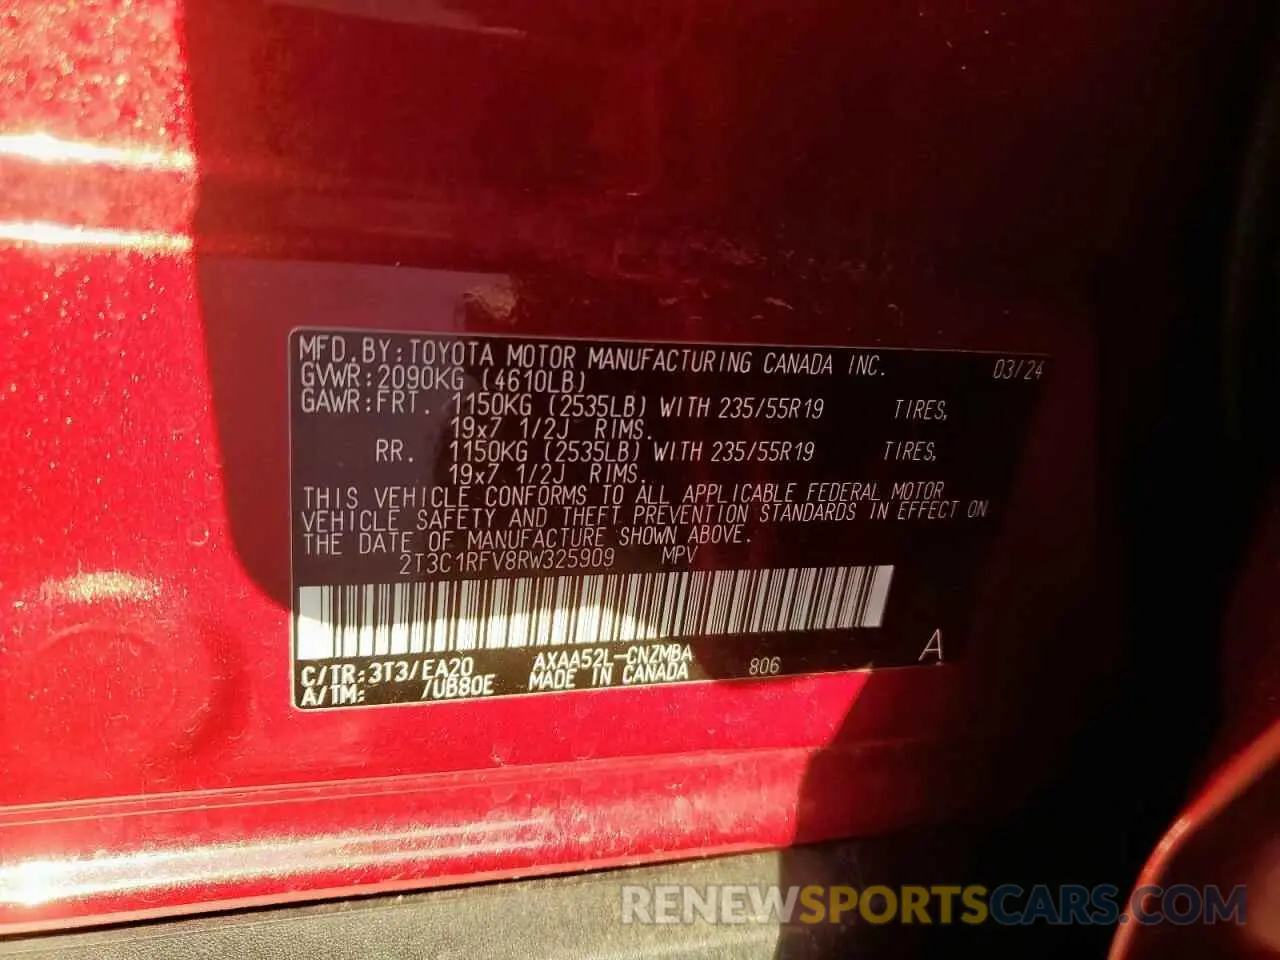 MFD.BY:TOYOTA MOTOR MANUFACTURING CANADA INC. 03/24
GVWR:2090KG (4610LB)
GAWR:FRT. 1150KG (2535LB) WITH 235/55R19 TIRES,
19x7 1/2J RIMS.
RR. 1150KG (2535LB) WITH 235/55R19 TIRES,
19x7 1/2J RIMS.
THIS VEHICLE CONFORMS TO ALL APPLICABLE FEDERAL MOTOR
VEHICLE SAFETY AND THEFT PREVENTION STANDARDS IN EFFECT ON
THE DATE OF MANUFACTURE SHOWN ABOVE.
2T3C1RFV8RW325909 MPV
C/TR:3T3/EA20 AXAA52L-CNZMBA 806 A
A/TM: /UB80E MADE IN CANADA
RENEWSPORTSCARS.COM